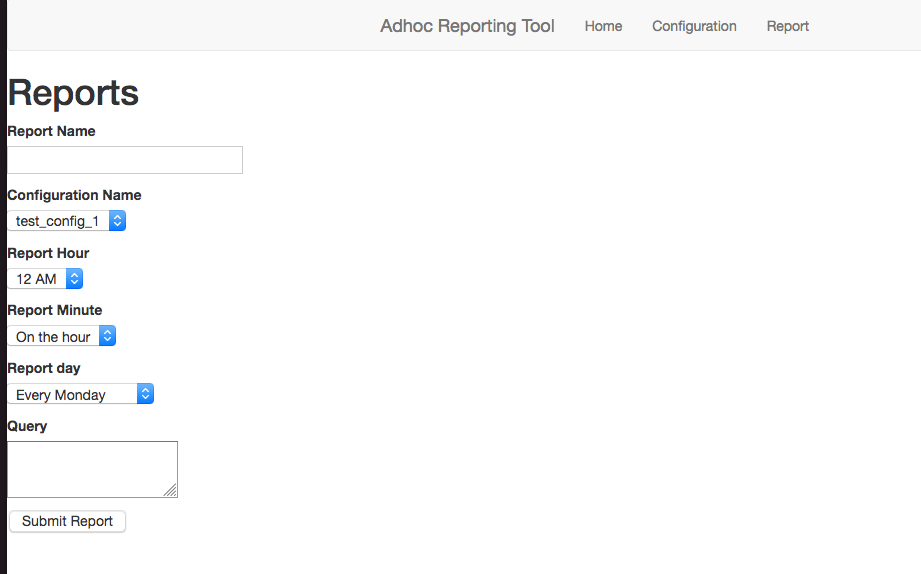 Adhoc Reporting Tool Home Configuration Report
Reports
Report Name
Configuration Name
test_config_1
Report Hour
12 AM
Report Minute
On the hour
Report day
Every Monday
Query
Submit Report